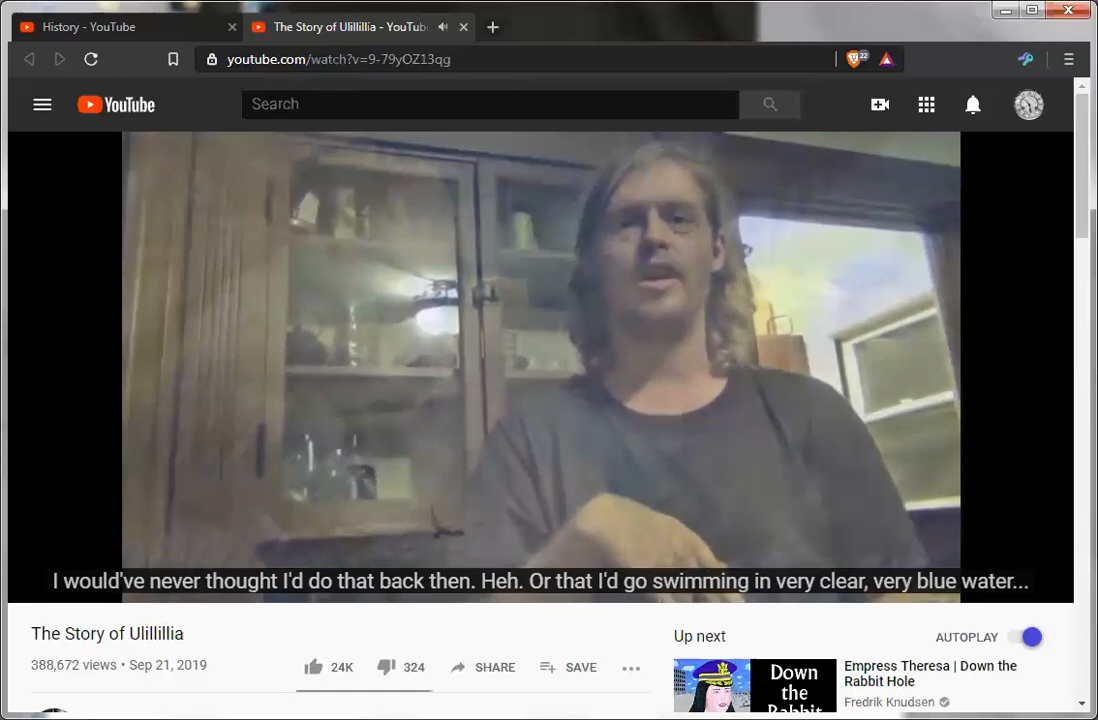 History - YouTube
The Story of Ulillillia - YouTub
youtube.com/watch?v=9-79yOZ13qg
22
YouTube
Search
I would've never thought I'd do that back then. Heh. Or that I'd go swimming in very clear, very blue water...
The Story of Ulillillia
388,672 views • Sep 21, 2019
24K
324
SHARE
SAVE
Up next
AUTOPLAY
Down
the
Rabbit
Empress Theresa | Down the
Rabbit Hole
Fredrik Knudsen